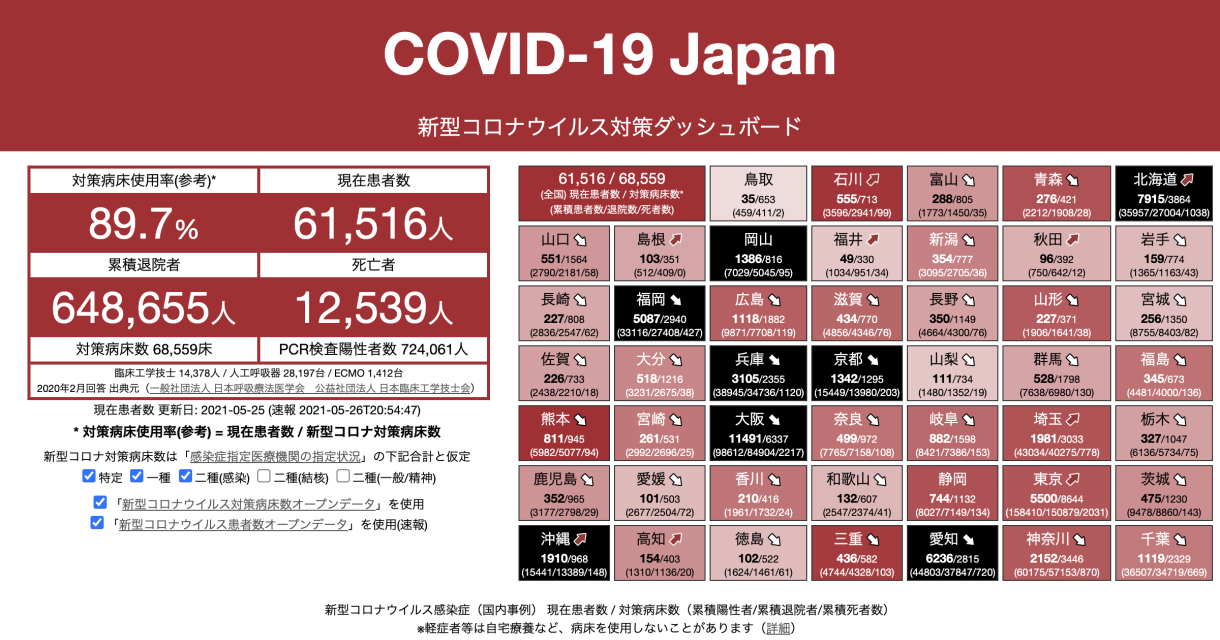 COVID-19 Japan
新型コロナウイルス対策ダッシュボード
対策病床使用率(参考)*
現在患者数
89.7%
61,516人
累積退院者
死亡者
648,655人
12,539人
対策病床数 68,559床
PCR検査陽性者数 724,061人
臨床工学技士 14,378人 / 人工呼吸器 28,197台 / ECMO 1,412台
2020年2月回答 出典元（一般社団法人 日本呼吸療法医学会　公益社団法人 日本臨床工学技士会）
現在患者数 更新日: 2021-05-25 (速報 2021-05-26T20:54:47)
* 対策病床使用率(参考) = 現在患者数 / 新型コロナ対策病床数
新型コロナ対策病床数は「感染症指定医療機関の指定状況」の下記合計と仮定
特定 一種 二種(感染) 二種(結核) 二種(一般/精神)
「新型コロナウイルス対策病床数オープンデータ」を使用
「新型コロナウイルス患者数オープンデータ」を使用(速報)
61,516 / 68,559
(全国) 現在患者数 / 対策病床数*
(累積患者数/退院数/死者数)
鳥取
35/653
(459/411/2)
石川
555/713
(3596/2941/99)
富山
288/805
(1773/1450/35)
青森
276/421
(2212/1908/28)
北海道
7915/3864
(35957/27004/1038)
山口
551/1564
(2790/2181/58)
島根
103/351
(512/409/0)
岡山
1386/816
(7029/5045/95)
福井
49/330
(1034/951/34)
新潟
354/777
(3095/2705/36)
秋田
96/392
(750/642/12)
岩手
159/774
(1365/1163/43)
長崎
227/808
(2836/2547/62)
福岡
5087/2940
(33116/27408/427)
広島
1118/1882
(9871/7708/119)
滋賀
434/770
(4856/4346/76)
長野
350/1149
(4664/4300/76)
山形
227/371
(1906/1641/38)
宮城
256/1350
(8755/8403/82)
佐賀
226/733
(2438/2210/18)
大分
518/1216
(3231/2675/38)
兵庫
3105/2355
(38945/34736/1120)
京都
1342/1295
(15449/13980/203)
山梨
111/734
(1480/1352/19)
群馬
528/1798
(7638/6980/130)
福島
345/673
(4481/4000/136)
熊本
811/945
(5982/5077/94)
宮崎
261/531
(2992/2696/25)
大阪
11491/6337
(98612/84904/2217)
奈良
499/972
(7765/7158/108)
岐阜
882/1598
(8421/7386/153)
埼玉
1981/3033
(43034/40275/778)
栃木
327/1047
(6136/5734/75)
鹿児島
352/965
(3177/2798/29)
愛媛
101/503
(2677/2504/72)
香川
210/416
(1961/1732/24)
和歌山
132/607
(2547/2374/41)
静岡
744/1132
(8027/7149/134)
東京
5500/8644
(158410/150879/2031)
茨城
475/1230
(9478/8860/143)
沖縄
1910/968
(15441/13389/148)
高知
154/403
(1310/1136/20)
徳島
102/522
(1624/1461/61)
三重
436/582
(4744/4328/103)
愛知
6236/2815
(44803/37847/720)
神奈川
2152/3446
(60175/57153/870)
千葉
1119/2329
(36507/34719/669)
新型コロナウイルス感染症（国内事例） 現在患者数 / 対策病床数（累積陽性者/累積退院者/累積死者数）
※軽症者等は自宅療養など、病床を使用しないことがあります（詳細）